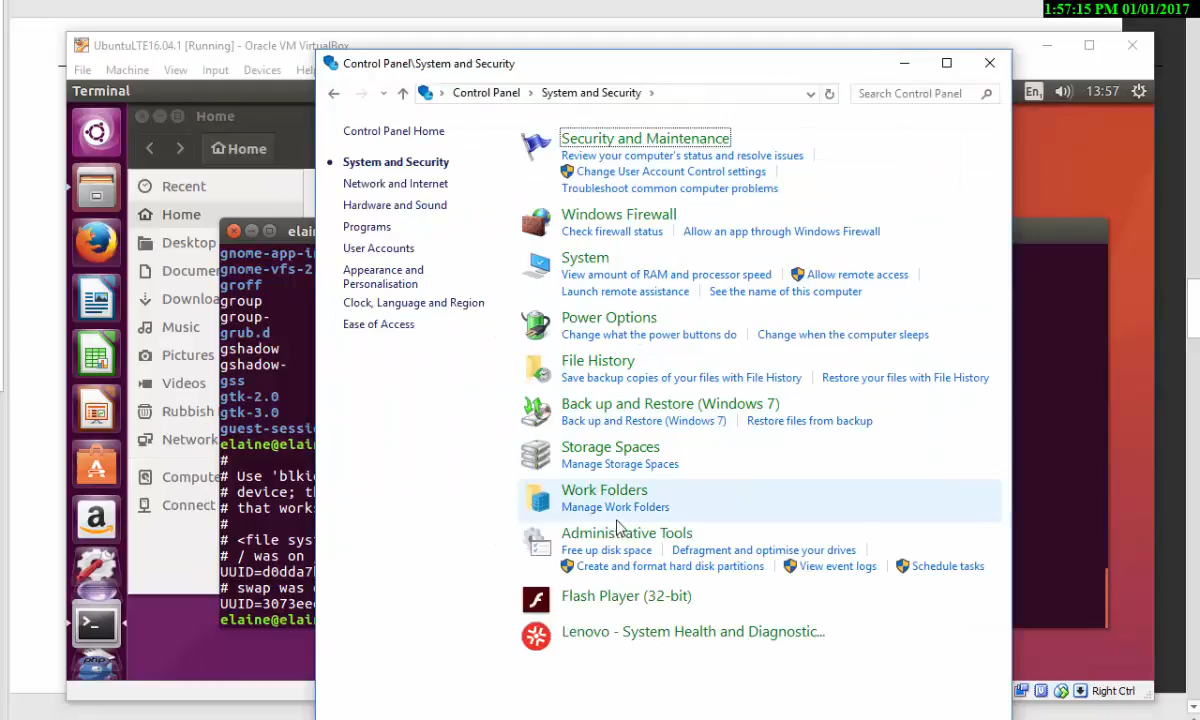 1:57:15 PM 01/01/2017
UbuntuLTE16.04.1 [Running] - Oracle VM VirtualBox
File Machine View Input Devices
Terminal
En 13:57
Home
Home
Recent
Home
Desktop
Music
Pictures
Videos
Rubbish
Network
gnome-vfs-2
groff
group
group-
grub.d
gshadow
gshadow-
gss
gtk-2.0
gtk-3.0
#
#
# / was on
# swap was
Control Panel\System and Security
Control Panel > System and Security >
Search Control Panel
Control Panel Home
System and Security
Network and Internet
Hardware and Sound
Programs
User Accounts
Appearance and
Personalisation
Clock, Language and Region
Ease of Access
Security and Maintenance
Review your computer's status and resolve issues
Change User Account Control settings
Troubleshoot common computer problems
Windows Firewall
Check firewall status Allow an app through Windows Firewall
System
View amount of RAM and processor speed Allow remote access
Launch remote assistance See the name of this computer
Power Options
Change what the power buttons do Change when the computer sleeps
File History
Save backup copies of your files with File History Restore your files with File History
Back up and Restore (Windows 7)
Back up and Restore (Windows 7) Restore files from backup
Storage Spaces
Manage Storage Spaces
Work Folders
Manage Work Folders
Administrative Tools
Free up disk space Defragment and optimise your drives
Create and format hard disk partitions View event logs Schedule tasks
Flash Player (32-bit)
Lenovo - System Health and Diagnostic...
Right Ctrl